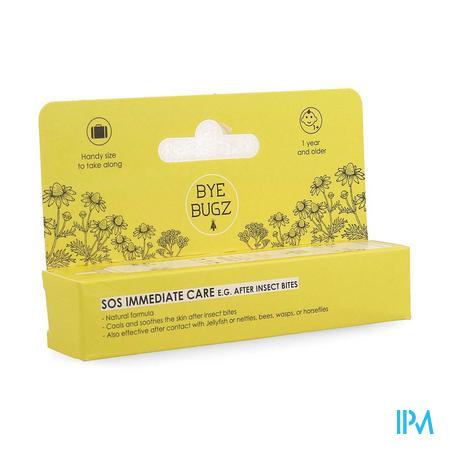 Handy size
to take along
1+
1 year
and older
BYE
BUGZ
SOS IMMEDIATE CARE E.G. AFTER INSECT BITES
- Natural formula
- Cools and soothes the skin after insect bites
- Also effective after contact with Jellyfish or nettles, bees, wasps, or horseflies
IPM